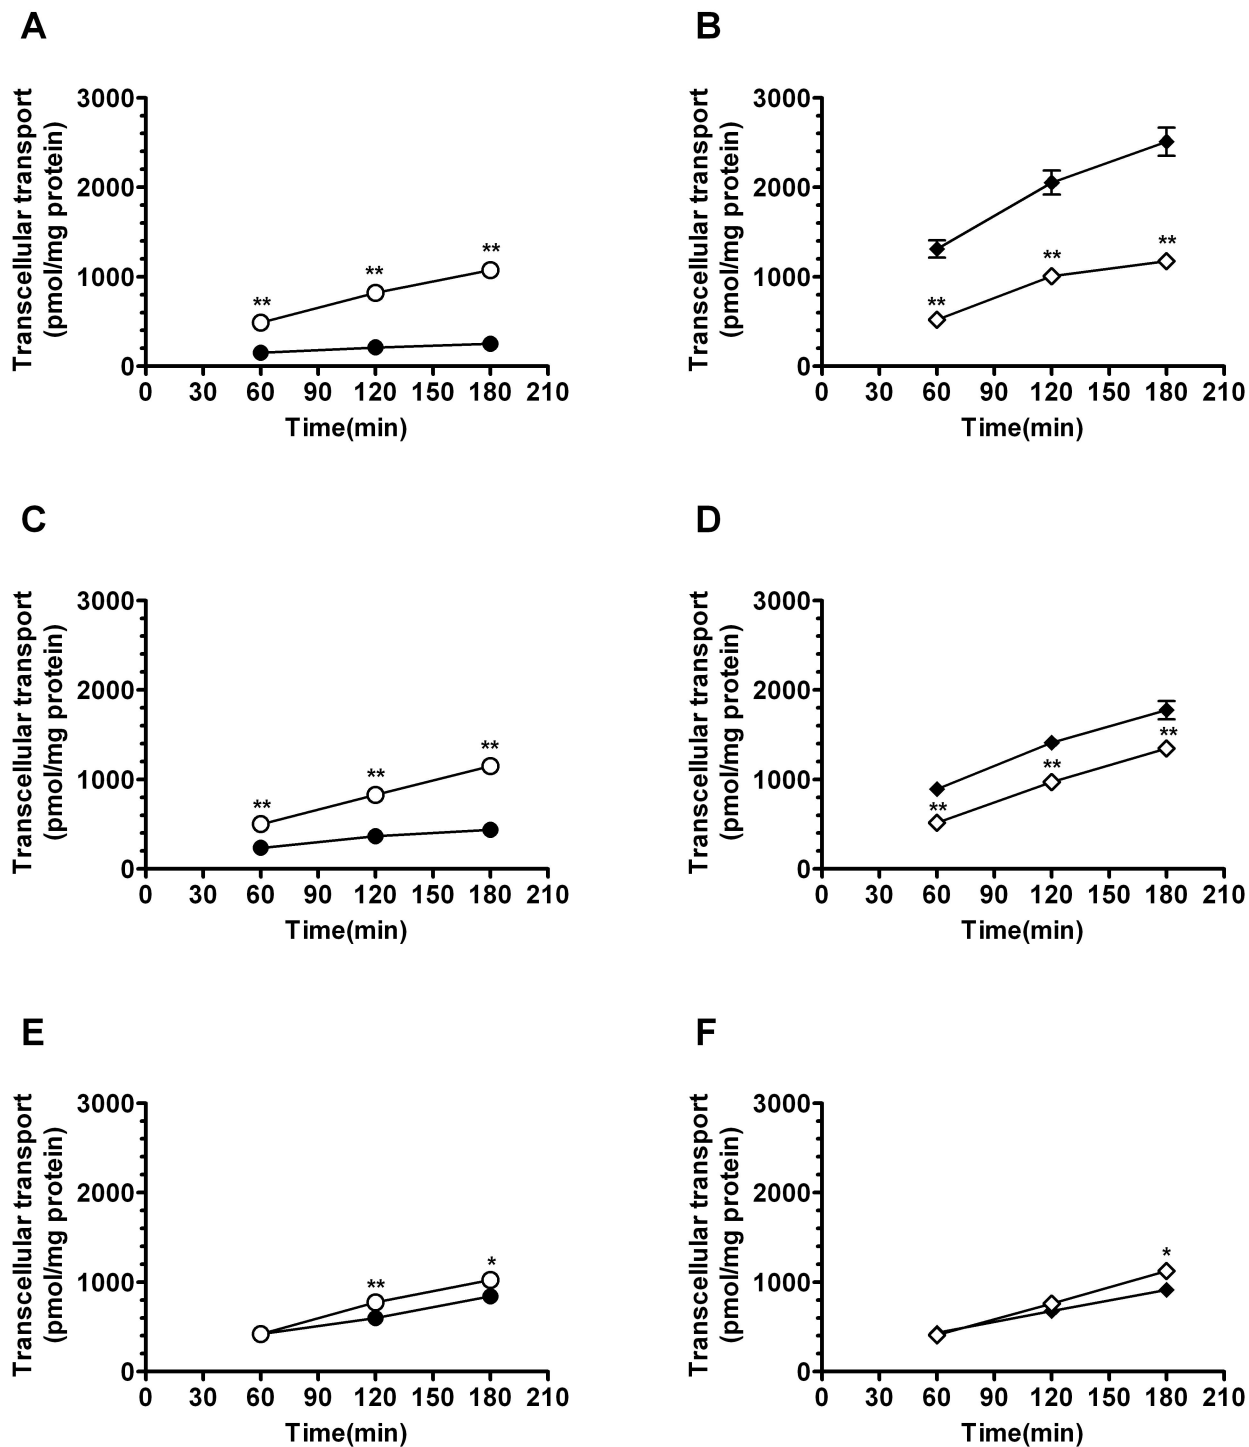 A
Transcellular transport
(pmol/mg protein)
3000
2000
1000
0
** ** **
0 30 60 90 120 150 180 210
Time(min)
B
Transcellular transport
(pmol/mg protein)
3000
2000
1000
0
** ** **
0 30 60 90 120 150 180 210
Time(min)
C
Transcellular transport
(pmol/mg protein)
3000
2000
1000
0
** ** **
0 30 60 90 120 150 180 210
Time(min)
D
Transcellular transport
(pmol/mg protein)
3000
2000
1000
0
** ** **
0 30 60 90 120 150 180 210
Time(min)
E
Transcellular transport
(pmol/mg protein)
3000
2000
1000
0
** *
0 30 60 90 120 150 180 210
Time(min)
F
Transcellular transport
(pmol/mg protein)
3000
2000
1000
0
*
0 30 60 90 120 150 180 210
Time(min)